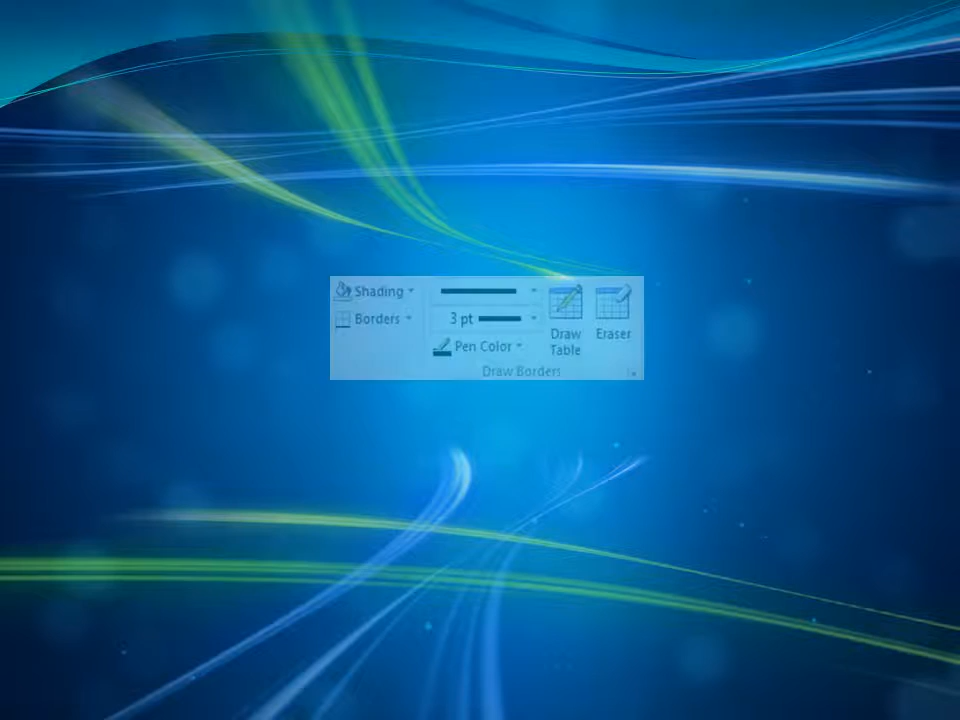 Shading
Borders
3 pt
Pen Color
Draw
Table
Eraser
Draw Borders